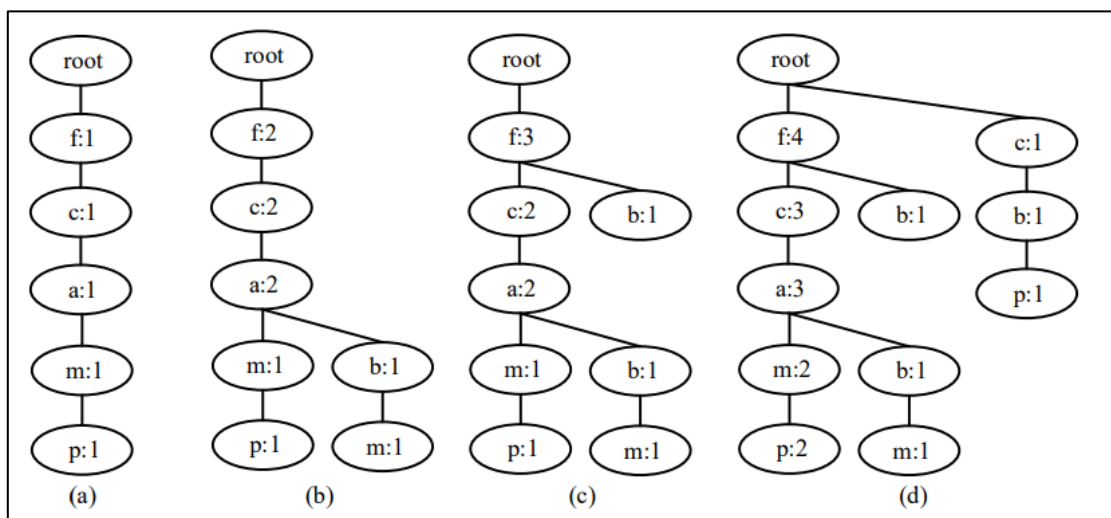 root root root root
f:1 f:2 f:3 f:4 c:1
c:1 c:2 c:2 b:1 c:3 b:1 b:1
a:1 a:2 a:2 a:3 p:1
m:1 m:1 b:1 m:1 b:1 m:2 b:1
p:1 p:1 m:1 p:1 m:1 p:2 m:1
(a) (b) (c) (d)